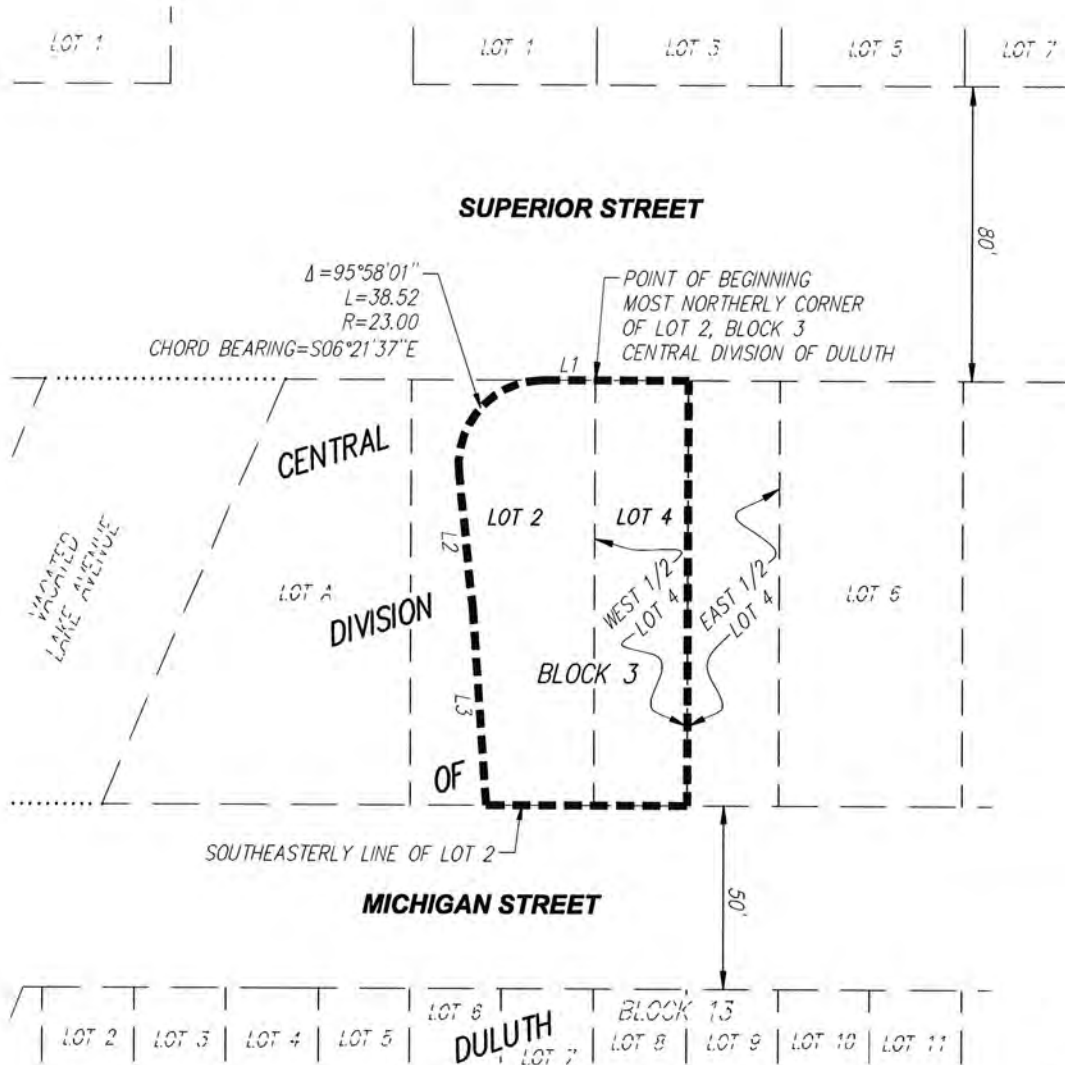 LOT 1
LOT 1
LOT 3
LOT 5
LOT 7
SUPERIOR STREET
80'
Δ=95°58'01"
L=38.52
R=23.00
CHORD BEARING=S06°21'37"E
POINT OF BEGINNING
MOST NORTHERLY CORNER
OF LOT 2, BLOCK 3
CENTRAL DIVISION OF DULUTH
L1
CENTRAL
LOT 2
LOT 4
L2
VACATED
LAKE AVENUE
LOT A
DIVISION
WEST 1/2
LOT 4
EAST 1/2
LOT 4
LOT 6
BLOCK 3
L3
OF
SOUTHEASTERLY LINE OF LOT 2
MICHIGAN STREET
50'
LOT 2
LOT 3
LOT 4
LOT 5
LOT 6
DULUTH
LOT 7
BLOCK 13
LOT 8
LOT 9
LOT 10
LOT 11